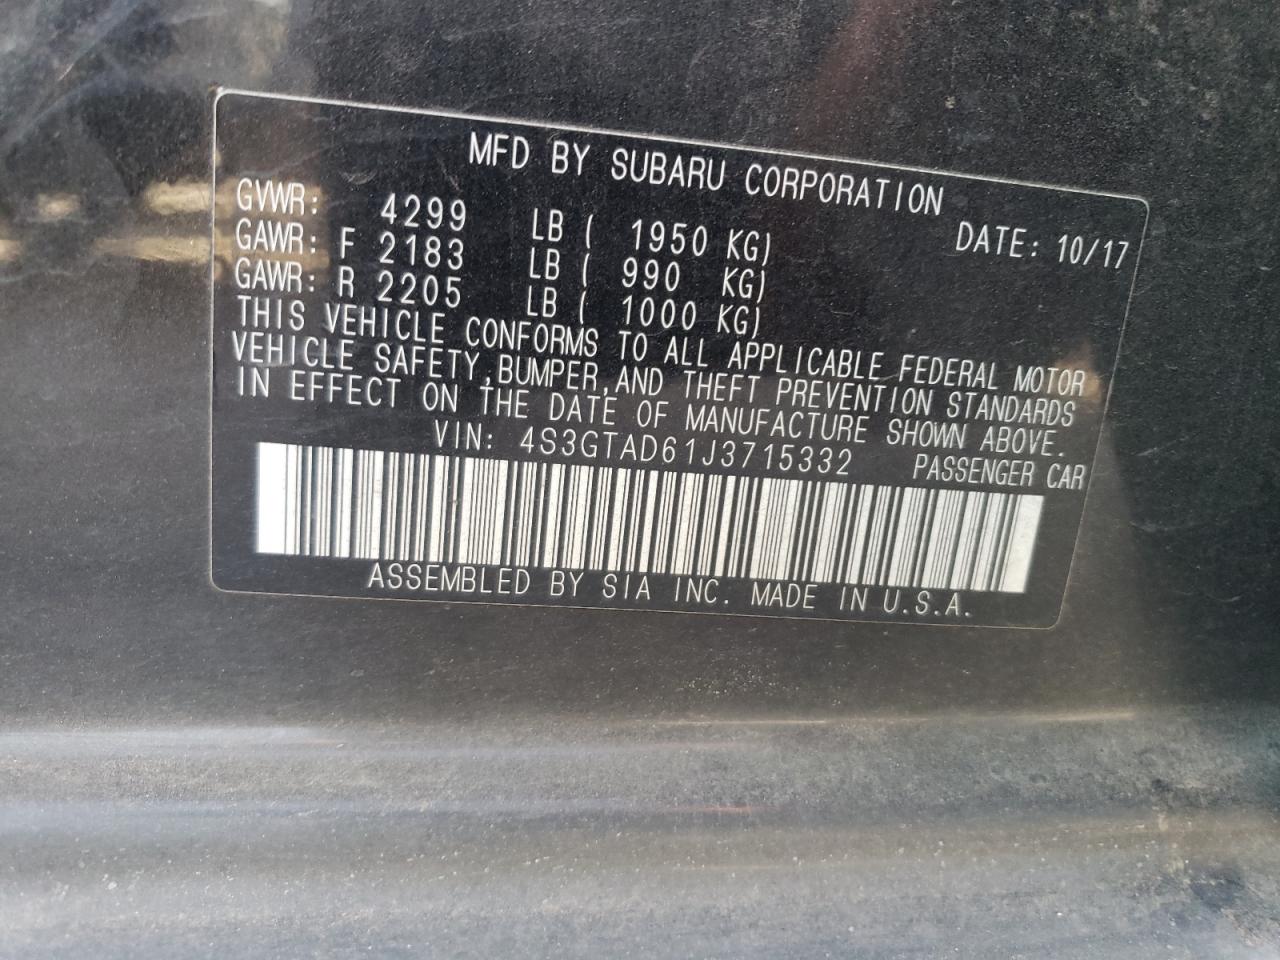 MFD BY SUBARU CORPORATION
GVWR: 4299 LB ( 1950 KG) DATE: 10/17
GAWR: F 2183 LB ( 990 KG)
GAWR: R 2205 LB ( 1000 KG)
THIS VEHICLE CONFORMS TO ALL APPLICABLE FEDERAL MOTOR
VEHICLE SAFETY,BUMPER,AND THEFT PREVENTION STANDARDS
IN EFFECT ON THE DATE OF MANUFACTURE SHOWN ABOVE.
VIN: 4S3GTAD61J3715332 PASSENGER CAR
ASSEMBLED BY SIA INC. MADE IN U.S.A.